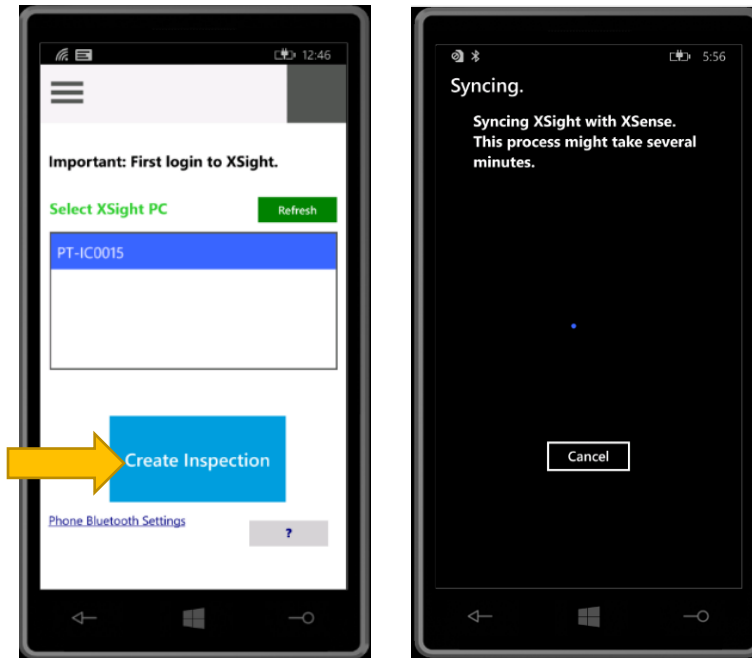 12:46
Important: First login to XSight.
Select XSight PC
Refresh
PT-IC0015
Create Inspection
Phone Bluetooth Settings
?
5:56
Syncing.
Syncing XSight with XSense.
This process might take several
minutes.
Cancel